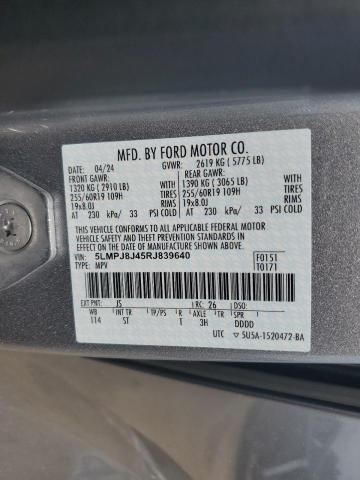 MFD. BY FORD MOTOR CO.
DATE: 04/24 GVWR: 2619 KG ( 5775 LB)
FRONT GAWR: REAR GAWR:
1320 KG ( 2910 LB) WITH 1390 KG ( 3065 LB) WITH
255/60R19 109H TIRES 255/60R19 109H TIRES
19x8.0J RIMS 19x8.0J RIMS
AT 230 kPa/ 33 PSI COLD AT 230 kPa/ 33 PSI COLD
THIS VEHICLE CONFORMS TO ALL APPLICABLE FEDERAL MOTOR
VEHICLE SAFETY AND THEFT PREVENTION STANDARDS IN EFFECT ON THE
DATE OF MANUFACTURE SHOWN ABOVE.
VIN: 5LMPJ8J45RJ839640 F0151
TYPE: MPV T0171
EXT PNT: JS RC: 26 DSO:
WB INT TR TP/PS R TR AX SPR
114 ST T 3H DDDD
UTC 5U5A-1520472-BA